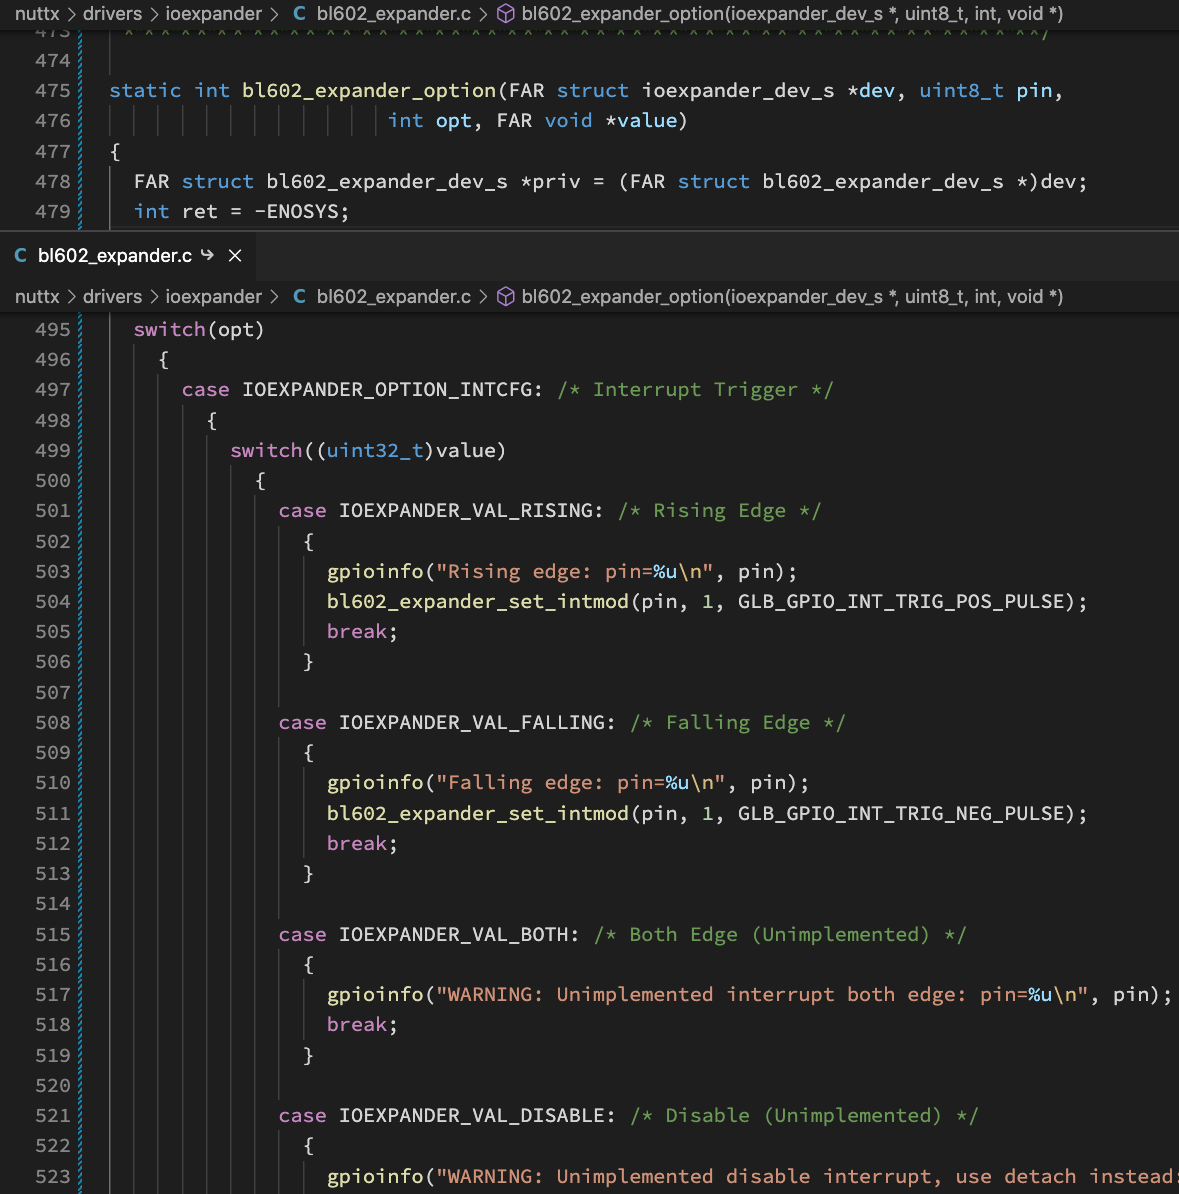 nuttx > drivers > ioexpander > C bl602_expander.c > bl602_expander_option(ioexpander_dev_s *, uint8_t, int, void *)
473 ****************************************/
474
475 static int bl602_expander_option(FAR struct ioexpander_dev_s *dev, uint8_t pin,
476 int opt, FAR void *value)
477 {
478 FAR struct bl602_expander_dev_s *priv = (FAR struct bl602_expander_dev_s *)dev;
479 int ret = -ENOSYS;
C bl602_expander.c ↪ ×
nuttx > drivers > ioexpander > C bl602_expander.c > bl602_expander_option(ioexpander_dev_s *, uint8_t, int, void *)
495 switch(opt)
496 {
497 case IOEXPANDER_OPTION_INTCFG: /* Interrupt Trigger */
498 {
499 switch((uint32_t)value)
500 {
501 case IOEXPANDER_VAL_RISING: /* Rising Edge */
502 {
503 gpioinfo("Rising edge: pin=%u\n", pin);
504 bl602_expander_set_intmod(pin, 1, GLB_GPIO_INT_TRIG_POS_PULSE);
505 break;
506 }
507
508 case IOEXPANDER_VAL_FALLING: /* Falling Edge */
509 {
510 gpioinfo("Falling edge: pin=%u\n", pin);
511 bl602_expander_set_intmod(pin, 1, GLB_GPIO_INT_TRIG_NEG_PULSE);
512 break;
513 }
514
515 case IOEXPANDER_VAL_BOTH: /* Both Edge (Unimplemented) */
516 {
517 gpioinfo("WARNING: Unimplemented interrupt both edge: pin=%u\n", pin);
518 break;
519 }
520
521 case IOEXPANDER_VAL_DISABLE: /* Disable (Unimplemented) */
522 {
523 gpioinfo("WARNING: Unimplemented disable interrupt, use detach instead: